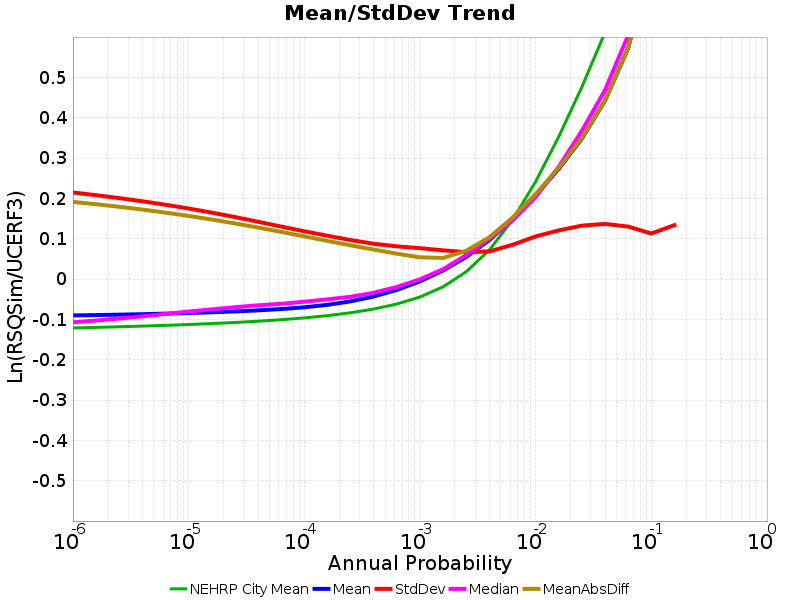 Mean/StdDev Trend
Ln(RSQSim/UCERF3)
0.5
0.4
0.3
0.2
0.1
0
-0.1
-0.2
-0.3
-0.4
-0.5
10^-6 10^-5 10^-4 10^-3 10^-2 10^-1 10^0
Annual Probability
NEHRP City Mean Mean StdDev Median MeanAbsDiff